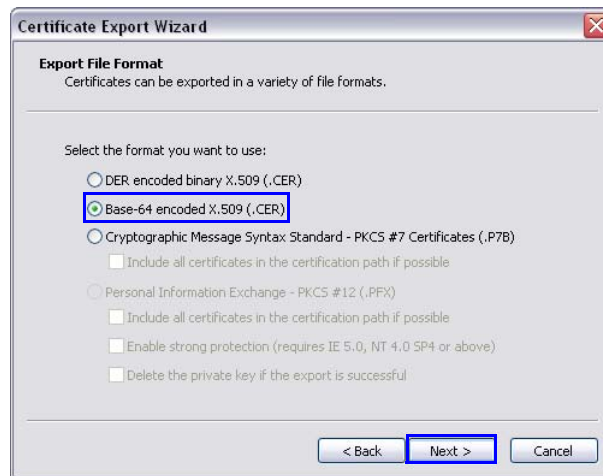 Certificate Export Wizard
Export File Format
Certificates can be exported in a variety of file formats.
Select the format you want to use:
DER encoded binary X.509 (.CER)
Base-64 encoded X.509 (.CER)
Cryptographic Message Syntax Standard - PKCS #7 Certificates (.P7B)
Include all certificates in the certification path if possible
Personal Information Exchange - PKCS #12 (.PFX)
Include all certificates in the certification path if possible
Enable strong protection (requires IE 5.0, NT 4.0 SP4 or above)
Delete the private key if the export is successful
< Back Next > Cancel